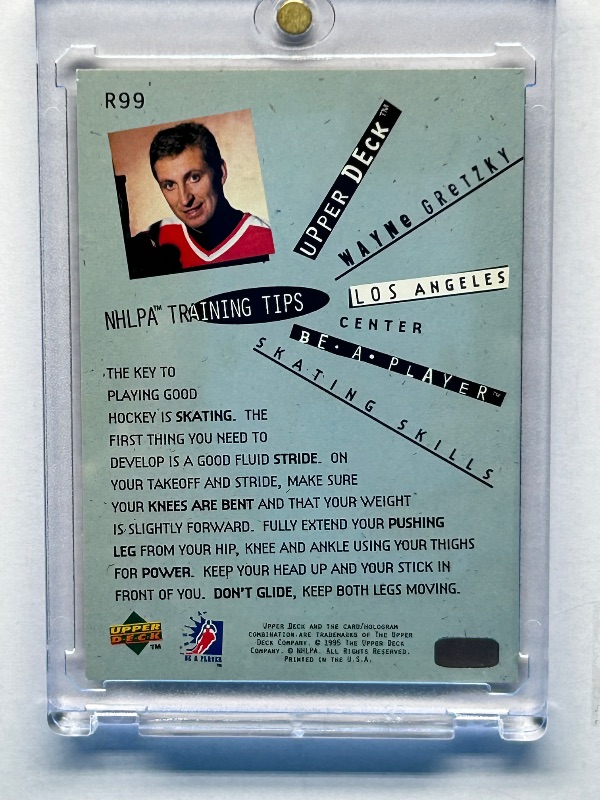 R99
UPPER DECK™
WAYNe GReTZKY
LOS ANGELES
CENTER
BE·A·PLAYER™
SKATING SKILLS
NHLPA™ TRAINING TIPS
THE KEY TO
PLAYING GOOD
HOCKEY IS SKATING. THE
FIRST THING YOU NEED TO
DEVELOP IS A GOOD FLUID STRIDE. ON
YOUR TAKEOFF AND STRIDE, MAKE SURE
YOUR KNEES ARE BENT AND THAT YOUR WEIGHT
IS SLIGHTLY FORWARD. FULLY EXTEND YOUR PUSHING
LEG FROM YOUR HIP, KNEE AND ANKLE USING YOUR THIGHS
FOR POWER. KEEP YOUR HEAD UP AND YOUR STICK IN
FRONT OF YOU. DON'T GLIDE, KEEP BOTH LEGS MOVING.
UPPER
DECK™
BE A PLAYER™
UPPER DECK AND THE CARD/HOLOGRAM
COMBINATION ARE TRADEMARKS OF THE UPPER
DECK COMPANY. © 1995 THE UPPER DECK
COMPANY. © NHLPA. ALL RIGHTS RESERVED.
PRINTED IN THE U.S.A.